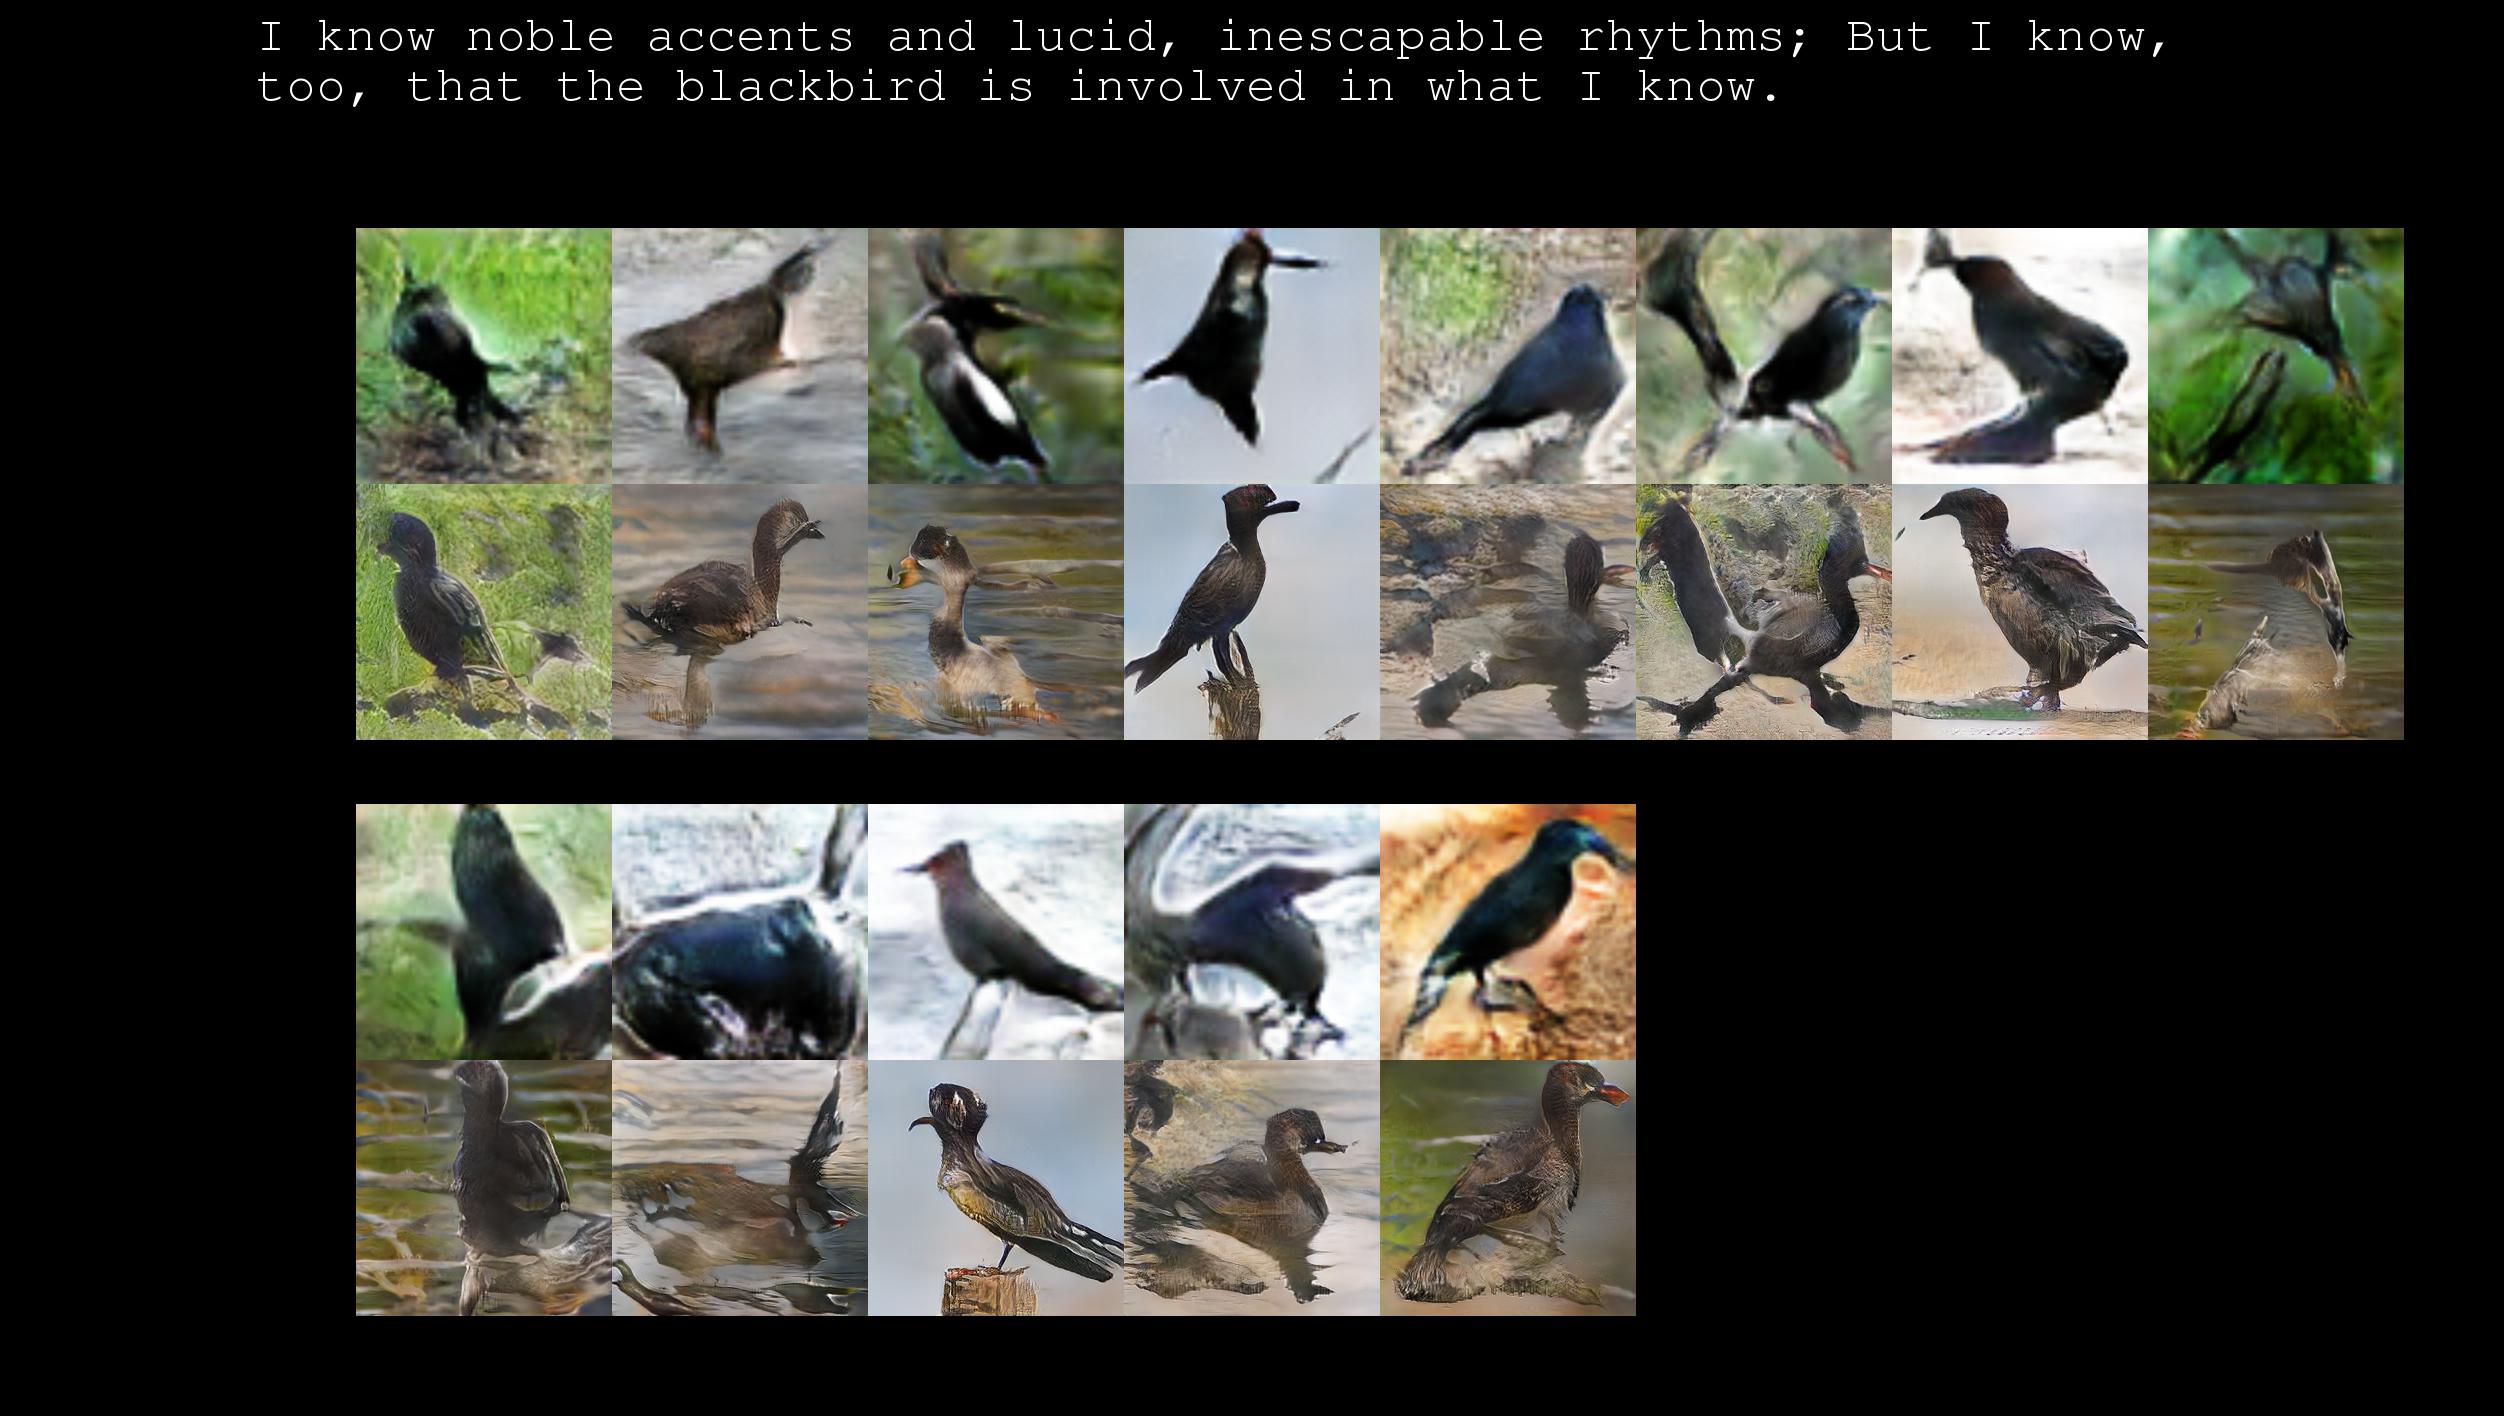 I know noble accents and lucid, inescapable rhythms; But I know,
too, that the blackbird is involved in what I know.